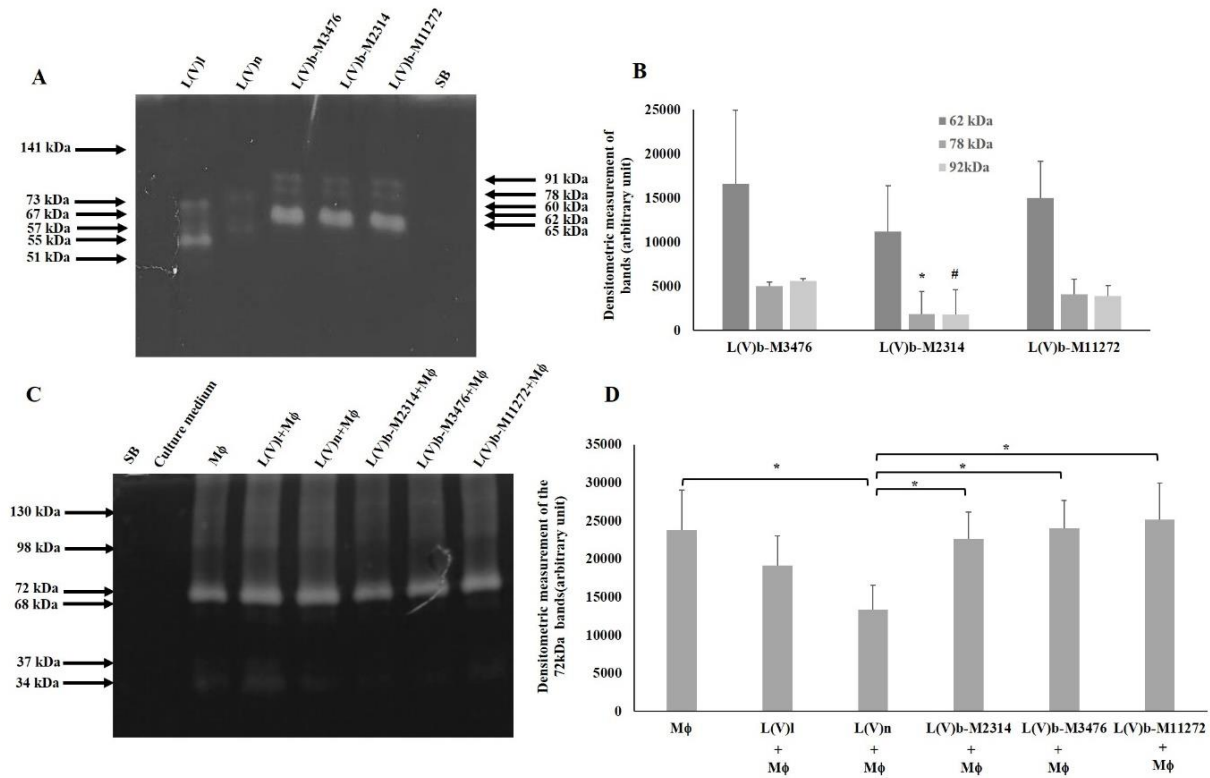 A
L(V)l
L(V)n
L(V)b-M3476
L(V)b-M2314
L(V)b-M11272
SB
141 kDa
73 kDa
67 kDa
57 kDa
55 kDa
51 kDa
91 kDa
78 kDa
60 kDa
62 kDa
65 kDa
B
Densitometric measurement of
bands (arbitrary unit)
25000
20000
15000
10000
5000
0
62 kDa
78 kDa
92kDa
*
#
L(V)b-M3476
L(V)b-M2314
L(V)b-M11272
C
SB
Culture medium
Mϕ
L(V)l+Mϕ
L(V)n+Mϕ
L(V)b-M2314+Mϕ
L(V)b-M3476+Mϕ
L(V)b-M11272+Mϕ
130 kDa
98 kDa
72 kDa
68 kDa
37 kDa
34 kDa
D
Densitometric measurement of the
72kDa bands(arbitrary unit)
35000
30000
25000
20000
15000
10000
5000
0
*
*
*
*
Mϕ
L(V)l
+
Mϕ
L(V)n
+
Mϕ
L(V)b-M2314
+
Mϕ
L(V)b-M3476
+
Mϕ
L(V)b-M11272
+
Mϕ